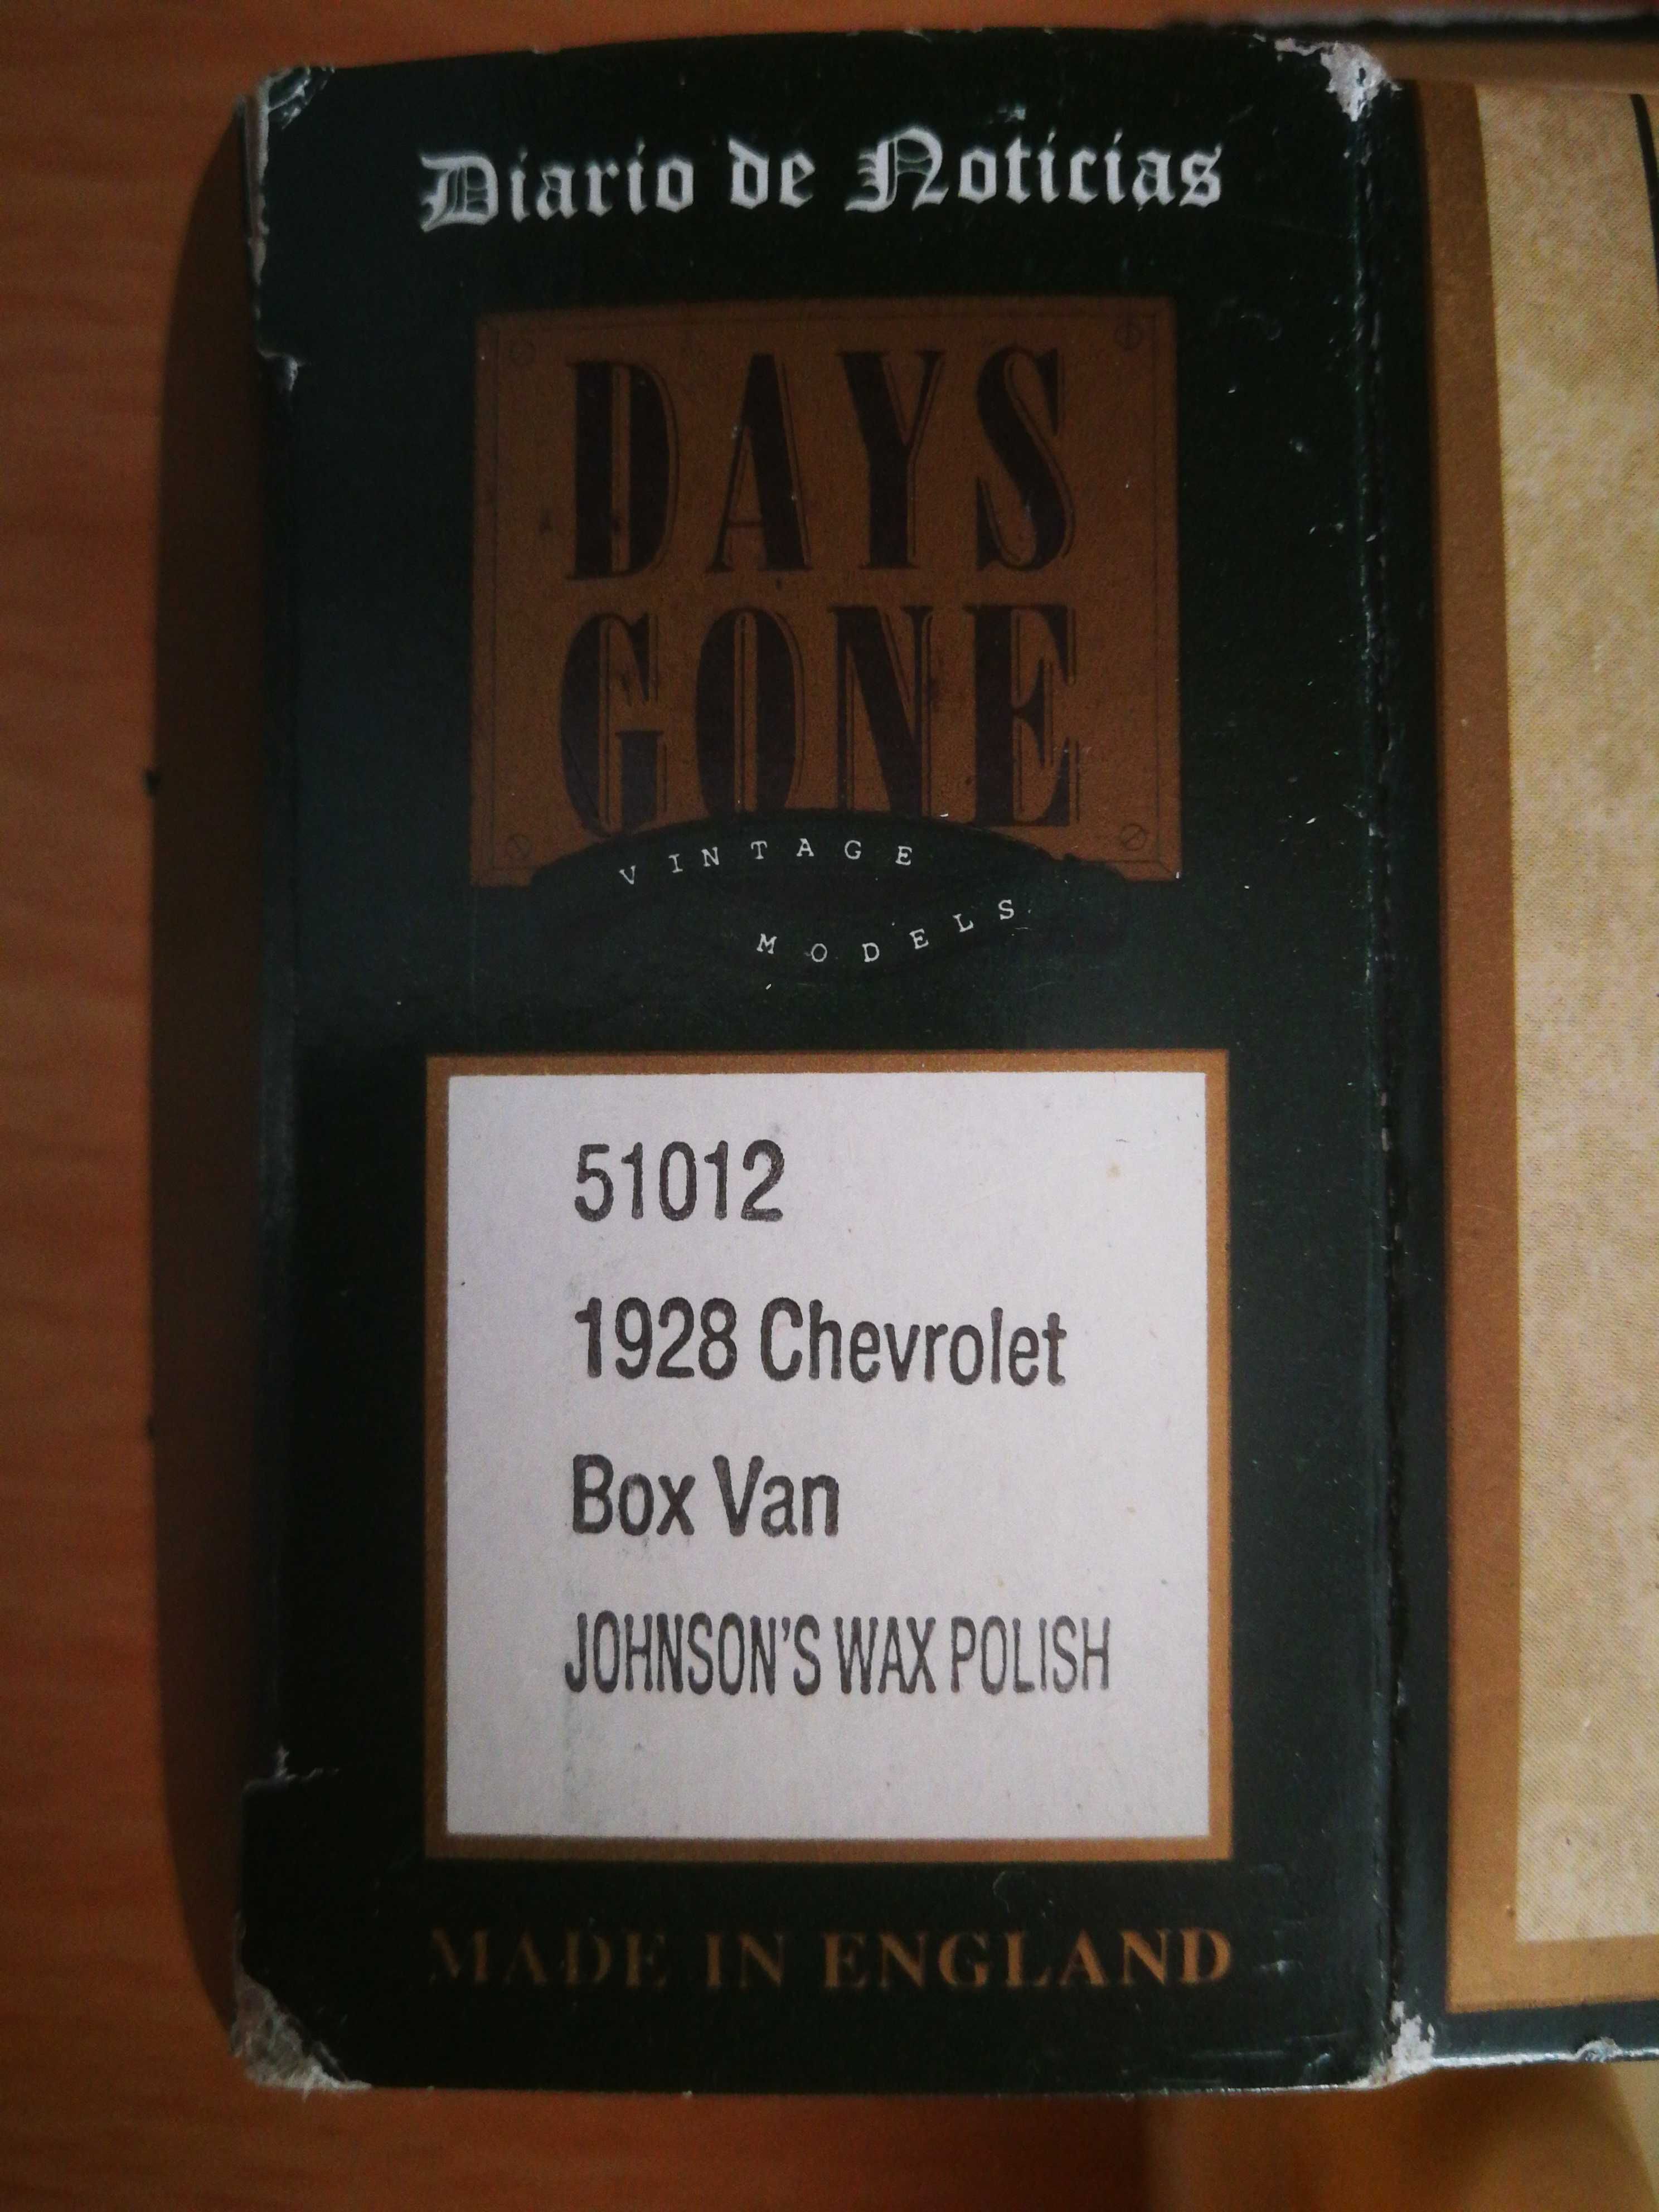 Diario de Noticias
DAYS
GONE
VINTAGE
MODELS
51012
1928 Chevrolet
Box Van
JOHNSON'S WAX POLISH
MADE IN ENGLAND